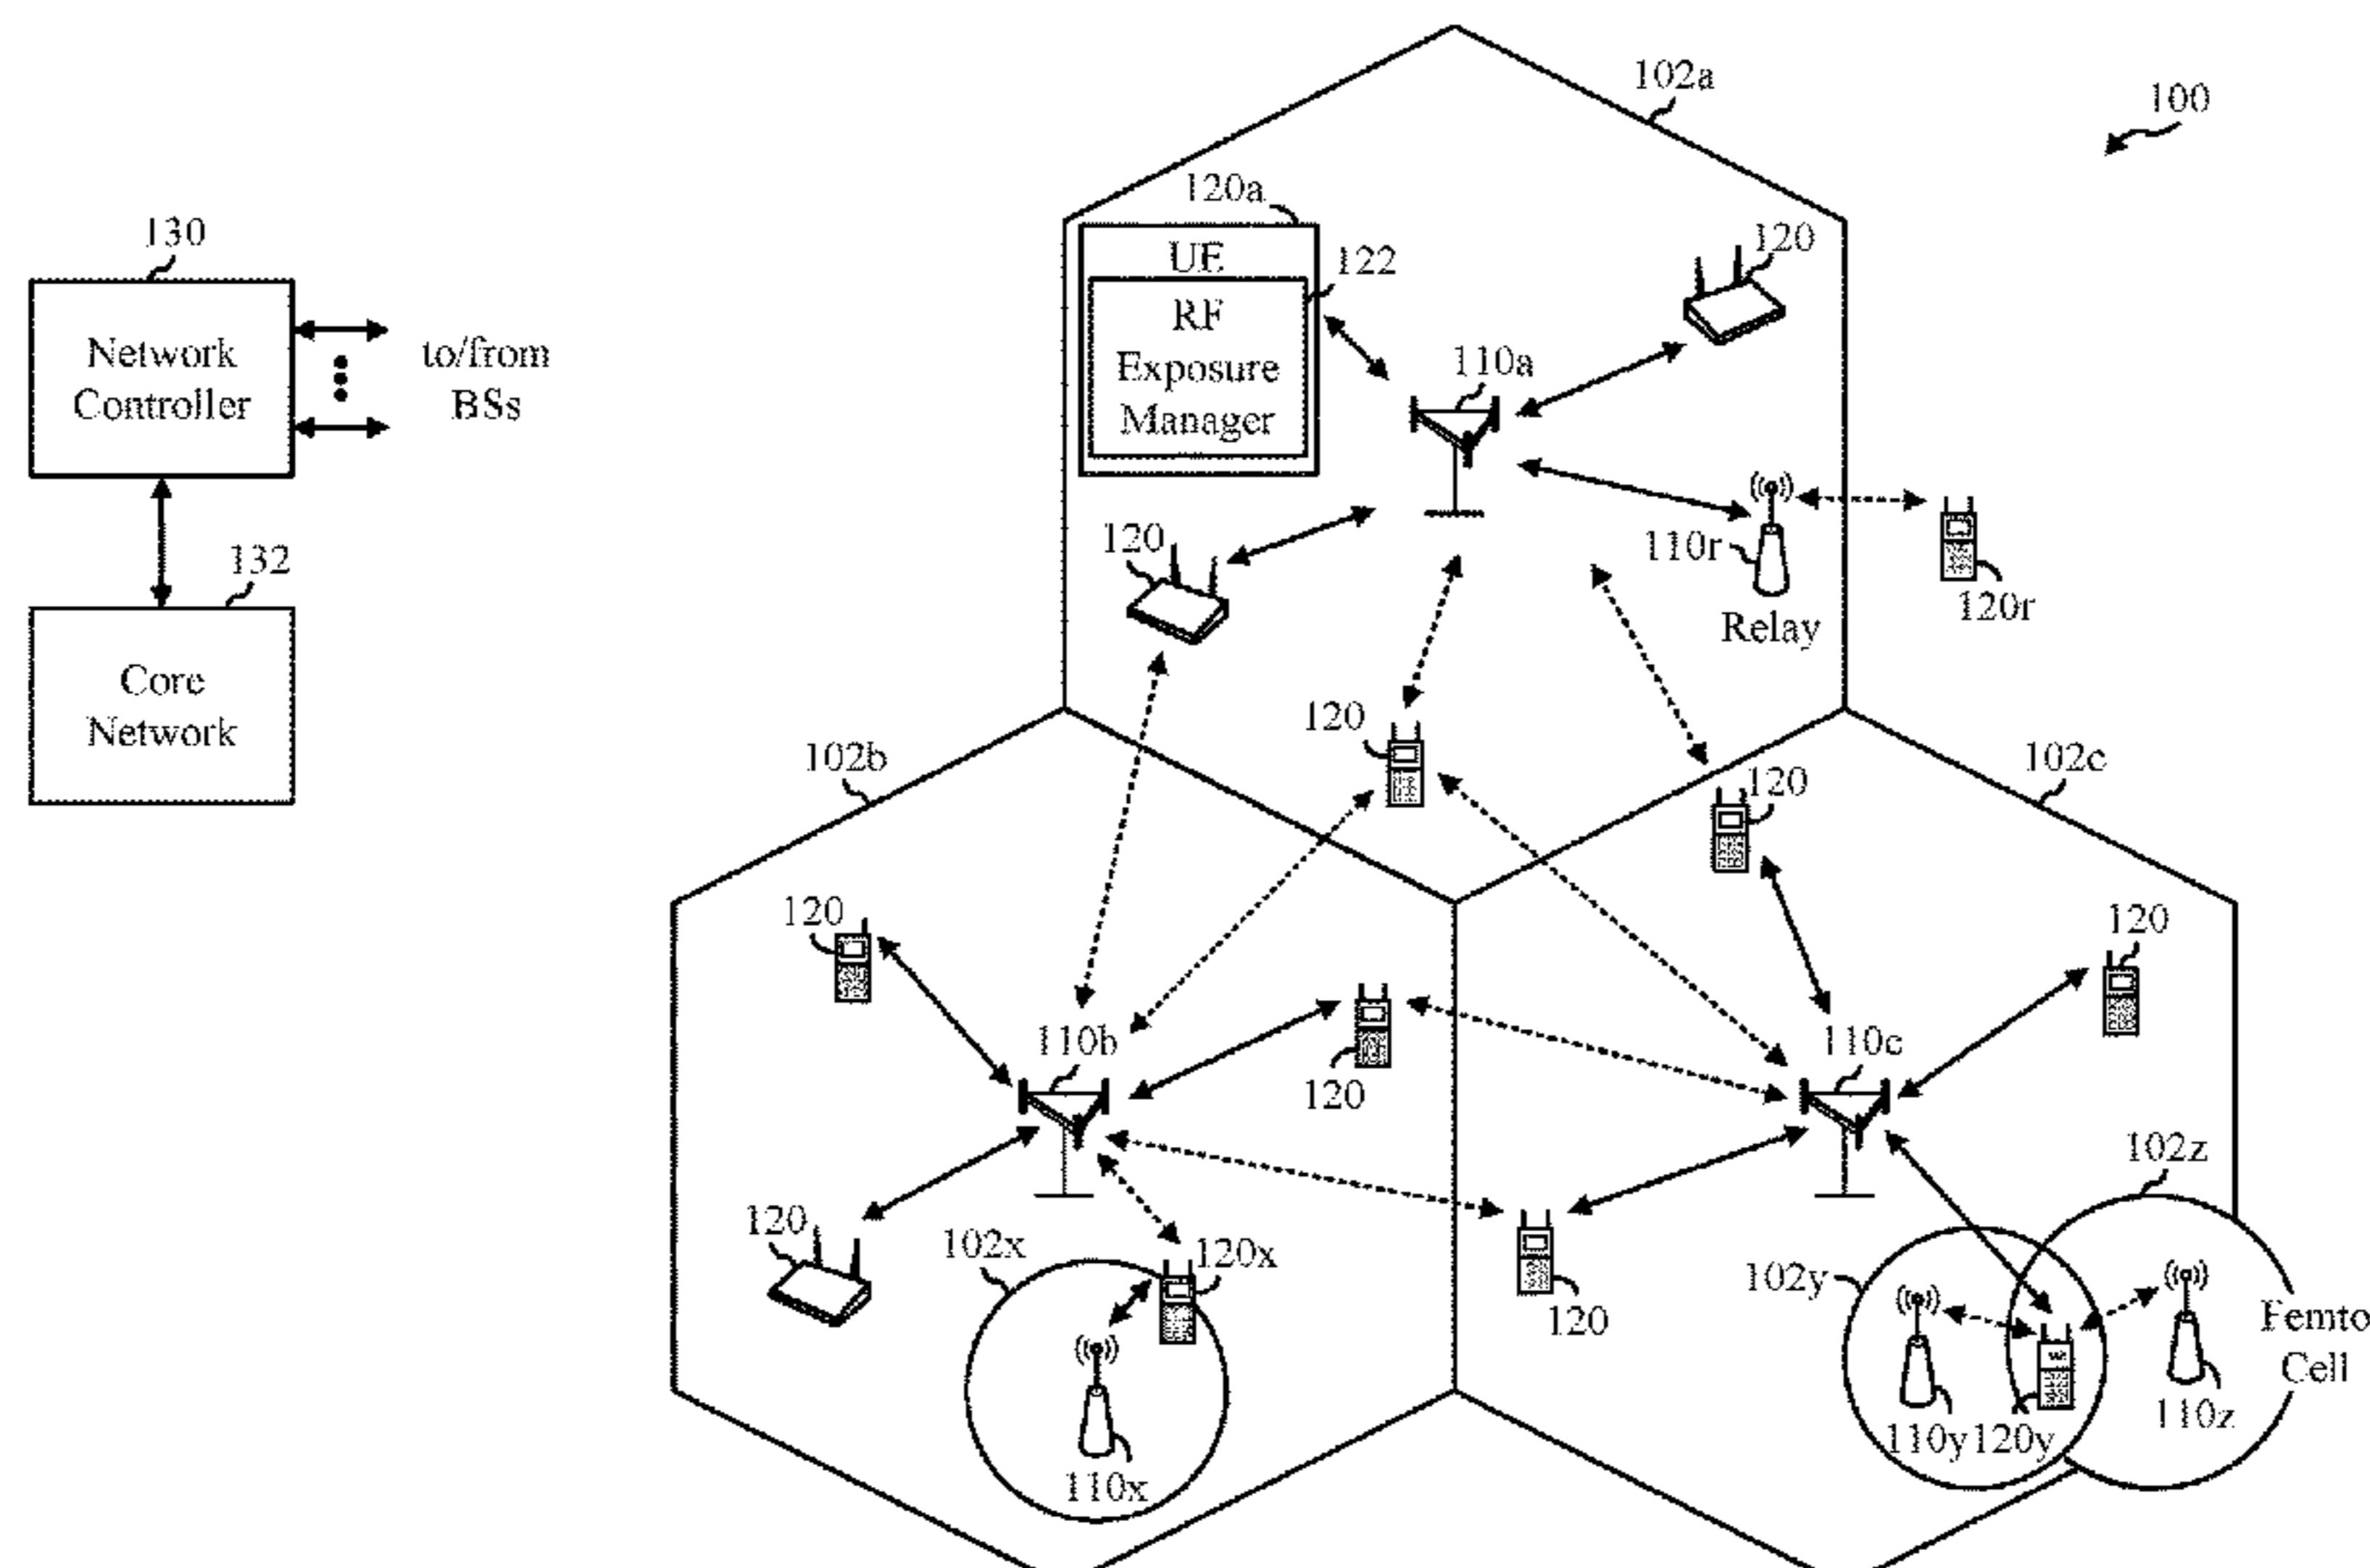 102a
100
120a
UE
122
RF
Exposure
Manager
120
130
Network
Controller
to/from
BSs
110a
132
Core
Network
120
110r
120r
Relay
120
120
102b
102c
120
120
120
110b
110c
120
102z
120
102x
120x
102y
120
Femto
Cell
110y
120y
110z
110x